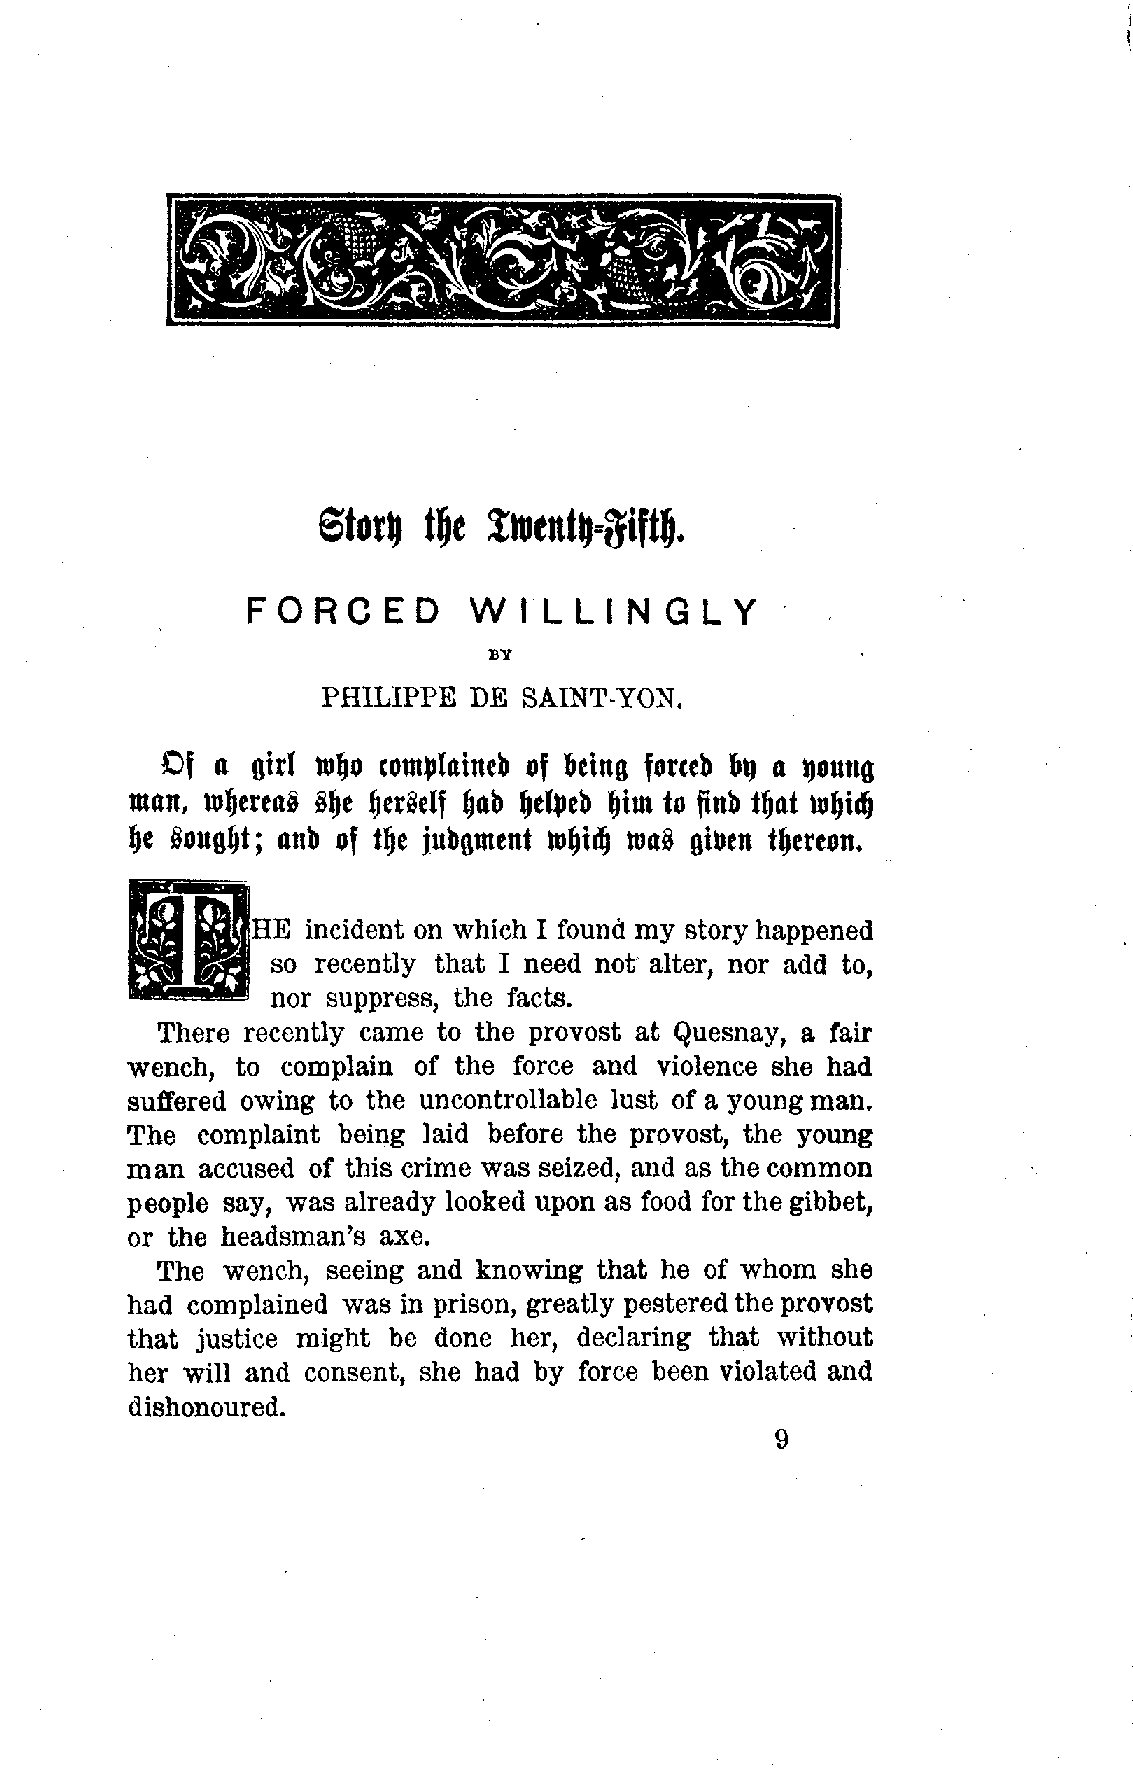 Story the Twenty-Fifth.
FORCED WILLINGLY
BY
PHILIPPE DE SAINT-YON.
Of a girl who complained of being forced by a young
man, whereas she herself had helped him to find that which
he sought; and of the judgment which was given thereon.
THE incident on which I found my story happened
so recently that I need not alter, nor add to,
nor suppress, the facts.
There recently came to the provost at Quesnay, a fair
wench, to complain of the force and violence she had
suffered owing to the uncontrollable lust of a young man.
The complaint being laid before the provost, the young
man accused of this crime was seized, and as the common
people say, was already looked upon as food for the gibbet,
or the headsman's axe.
The wench, seeing and knowing that he of whom she
had complained was in prison, greatly pestered the provost
that justice might be done her, declaring that without
her will and consent, she had by force been violated and
dishonoured.
9